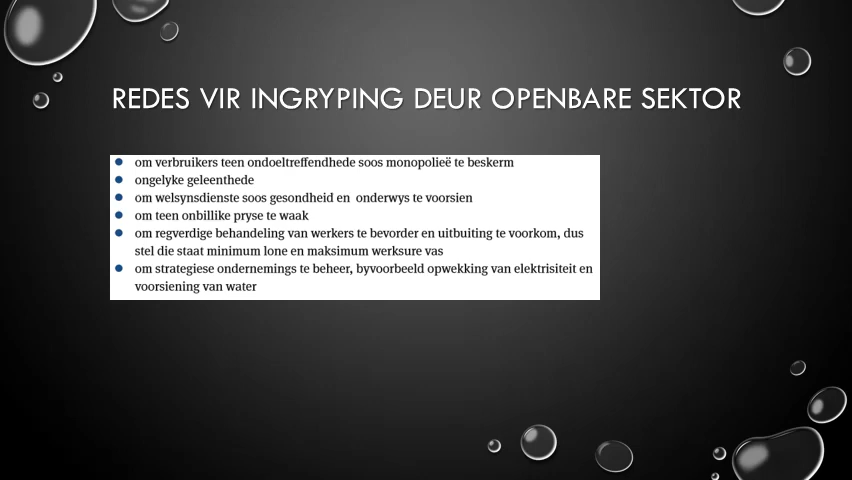 REDES VIR INGRYPING DEUR OPENBARE SEKTOR
• om verbruikers teen ondoeltreffendhede soos monopolieë te beskerm
• ongelyke geleenthede
• om welsynsdienste soos gesondheid en onderwys te voorsien
• om teen onbillike pryse te waak
• om regverdige behandeling van werkers te bevorder en uitbuiting te voorkom, dus
stel die staat minimum lone en maksimum werksure vas
• om strategiese ondernemings te beheer, byvoorbeeld opwekking van elektrisiteit en
voorsiening van water